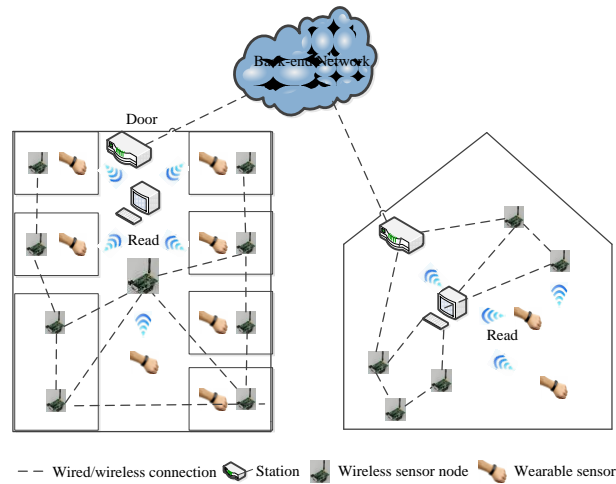 Back-end Network
Door
Read
Read
Wired/wireless connection
Station
Wireless sensor node
Wearable sensor